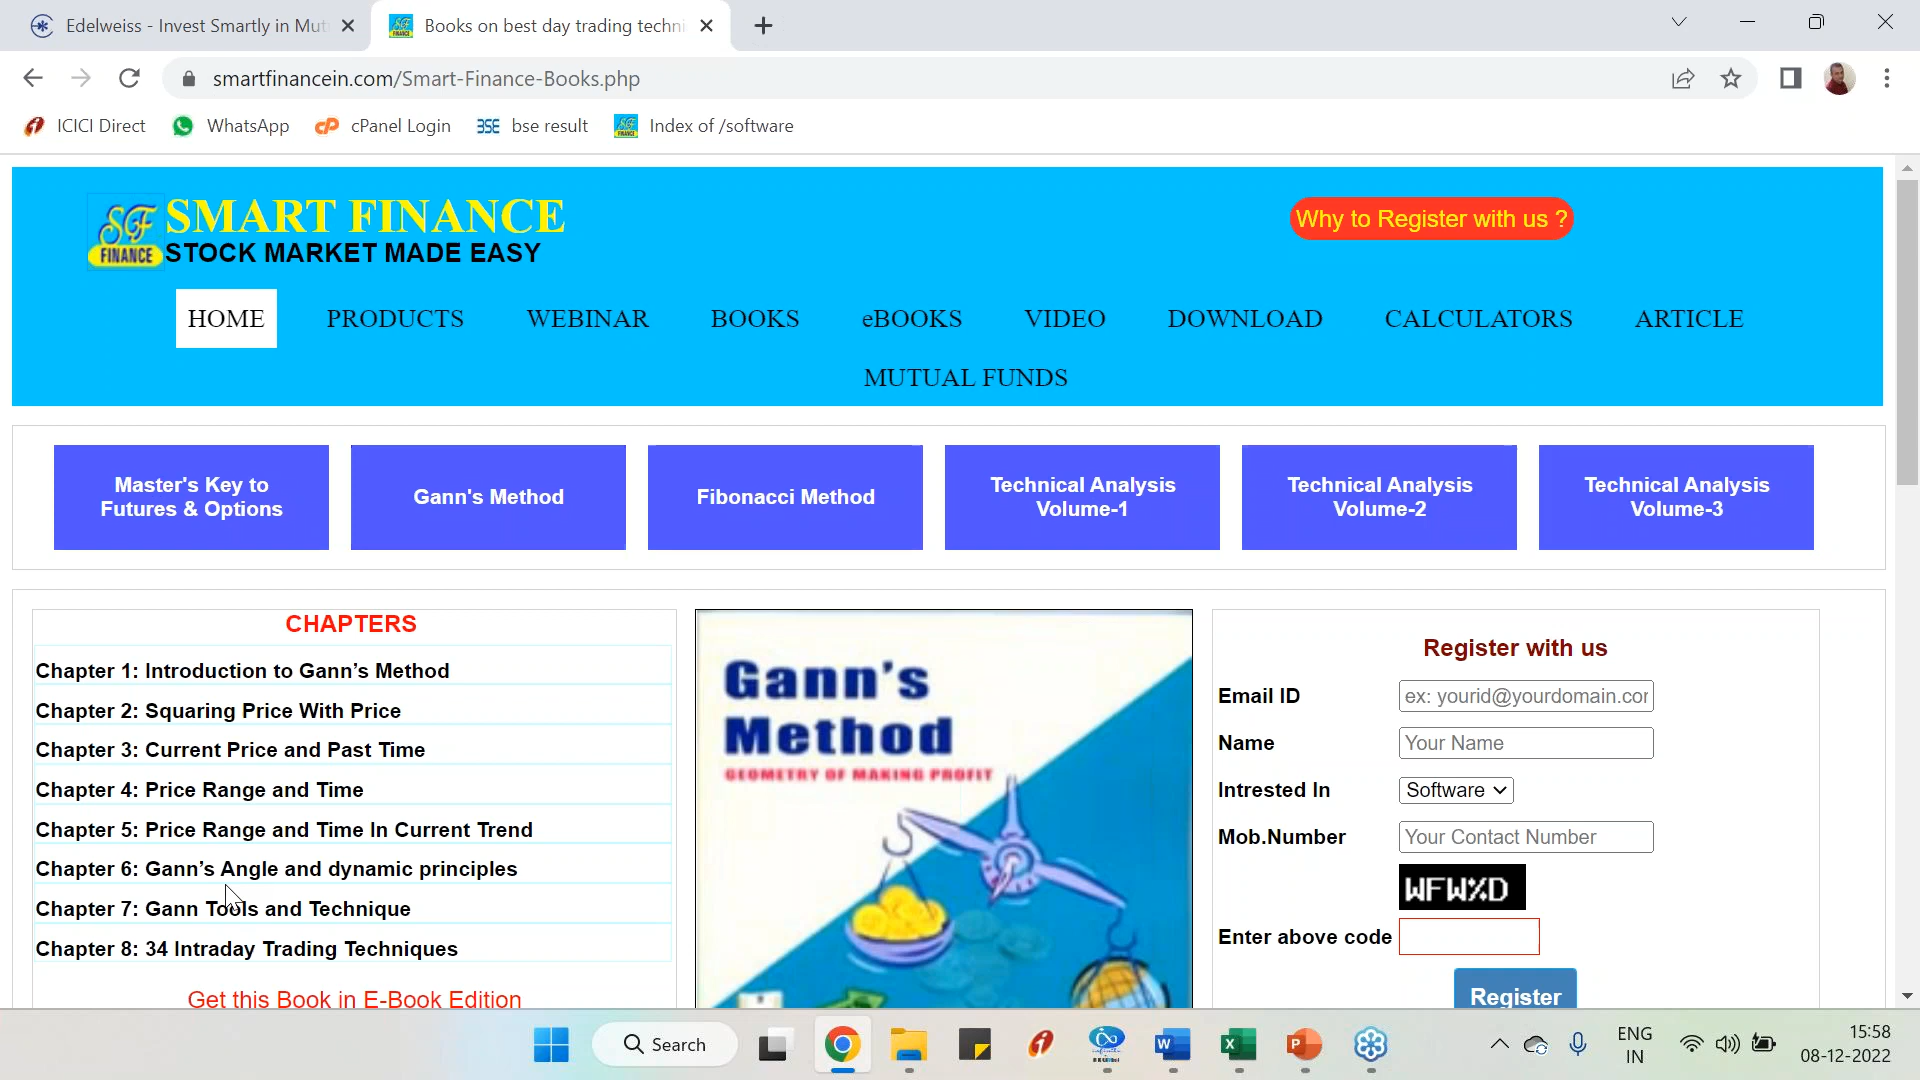 Edelweiss - Invest Smartly in Mut
Books on best day trading techni
smartfinancein.com/Smart-Finance-Books.php
ICICI Direct
WhatsApp
cPanel Login
BSE bse result
Index of /software
SF
FINANCE
SMART FINANCE
STOCK MARKET MADE EASY
Why to Register with us ?
HOME
PRODUCTS
WEBINAR
BOOKS
eBOOKS
VIDEO
DOWNLOAD
CALCULATORS
ARTICLE
MUTUAL FUNDS
Master's Key to
Futures & Options
Gann's Method
Fibonacci Method
Technical Analysis
Volume-1
Technical Analysis
Volume-2
Technical Analysis
Volume-3
CHAPTERS
Chapter 1: Introduction to Gann’s Method
Chapter 2: Squaring Price With Price
Chapter 3: Current Price and Past Time
Chapter 4: Price Range and Time
Chapter 5: Price Range and Time In Current Trend
Chapter 6: Gann’s Angle and dynamic principles
Chapter 7: Gann Tools and Technique
Chapter 8: 34 Intraday Trading Techniques
Get this Book in E-Book Edition
Gann's
Method
GEOMETRY OF MAKING PROFIT
Register with us
Email ID
ex: yourid@yourdomain.cor
Name
Your Name
Intrested In
Software
Mob.Number
Your Contact Number
WFW%D
Enter above code
Register
Search
ENG
IN
15:58
08-12-2022